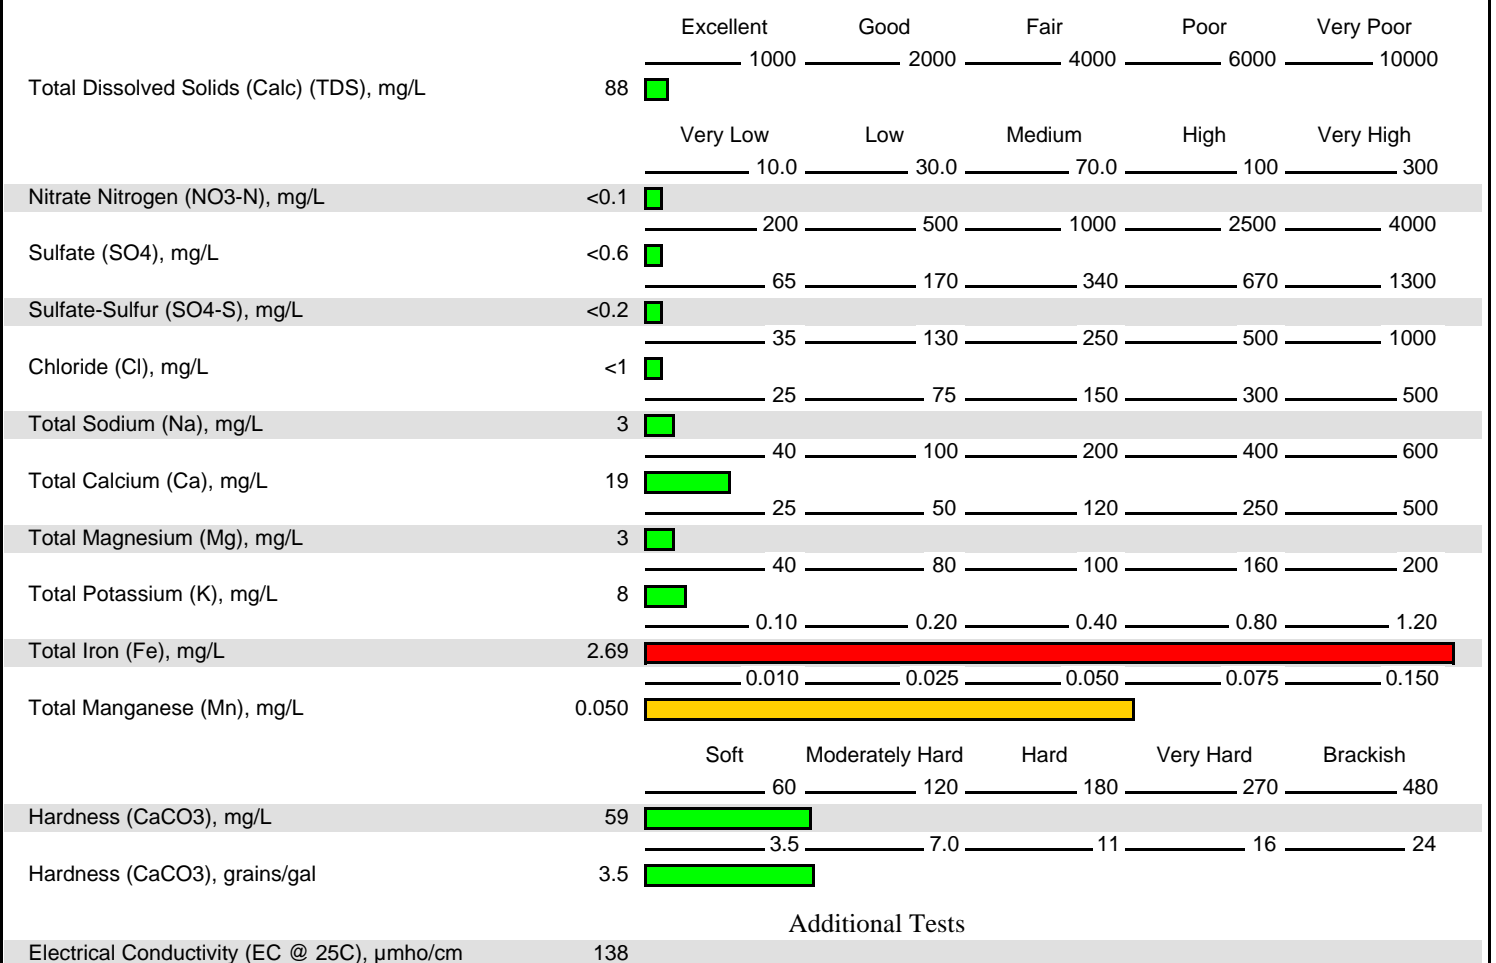 Excellent Good Fair Poor Very Poor
1000 2000 4000 6000 10000
Total Dissolved Solids (Calc) (TDS), mg/L 88
Very Low Low Medium High Very High
10.0 30.0 70.0 100 300
Nitrate Nitrogen (NO3-N), mg/L <0.1
200 500 1000 2500 4000
Sulfate (SO4), mg/L <0.6
65 170 340 670 1300
Sulfate-Sulfur (SO4-S), mg/L <0.2
35 130 250 500 1000
Chloride (Cl), mg/L <1
25 75 150 300 500
Total Sodium (Na), mg/L 3
40 100 200 400 600
Total Calcium (Ca), mg/L 19
25 50 120 250 500
Total Magnesium (Mg), mg/L 3
40 80 100 160 200
Total Potassium (K), mg/L 8
0.10 0.20 0.40 0.80 1.20
Total Iron (Fe), mg/L 2.69
0.010 0.025 0.050 0.075 0.150
Total Manganese (Mn), mg/L 0.050
Soft Moderately Hard Hard Very Hard Brackish
60 120 180 270 480
Hardness (CaCO3), mg/L 59
3.5 7.0 11 16 24
Hardness (CaCO3), grains/gal 3.5
Additional Tests
Electrical Conductivity (EC @ 25C), µmho/cm 138